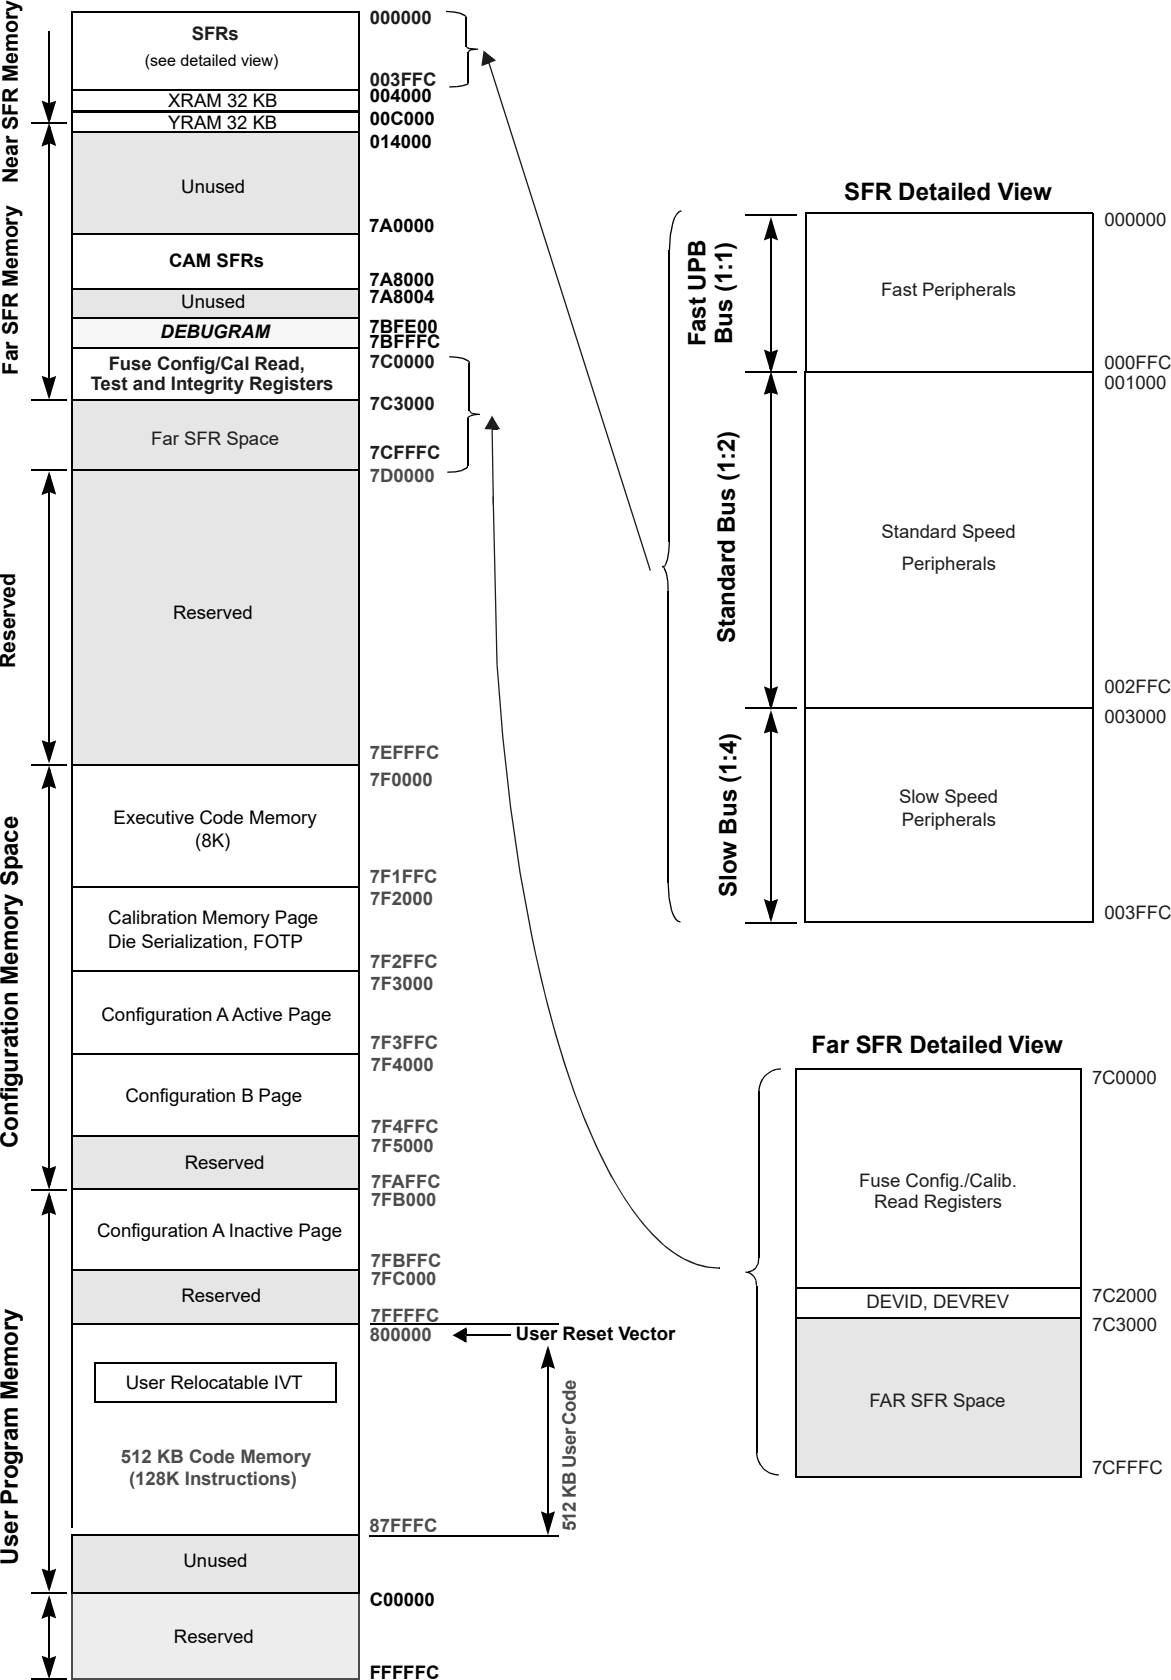 Near SFR Memory
Far SFR Memory
Reserved
Configuration Memory Space
User Program Memory
SFRs
(see detailed view)
000000
003FFC
XRAM 32 KB
004000
YRAM 32 KB
00C000
014000
Unused
7A0000
CAM SFRs
7A8000
Unused
7A8004
DEBUGRAM
7BFE00
7BFFFC
Fuse Config/Cal Read,
Test and Integrity Registers
7C0000
7C3000
Far SFR Space
7CFFFC
7D0000
Reserved
7EFFFC
7F0000
Executive Code Memory
(8K)
7F1FFC
7F2000
Calibration Memory Page
Die Serialization, FOTP
7F2FFC
7F3000
Configuration A Active Page
7F3FFC
7F4000
Configuration B Page
7F4FFC
7F5000
Reserved
7FAFFC
7FB000
Configuration A Inactive Page
7FBFFC
7FC000
Reserved
7FFFFC
800000
User Reset Vector
User Relocatable IVT
512 KB Code Memory
(128K Instructions)
512 KB User Code
87FFFC
Unused
C00000
Reserved
FFFFFC
SFR Detailed View
Fast UPB
Bus (1:1)
000000
Fast Peripherals
000FFC
001000
Standard Bus (1:2)
Standard Speed
Peripherals
002FFC
003000
Slow Bus (1:4)
Slow Speed
Peripherals
003FFC
Far SFR Detailed View
7C0000
Fuse Config./Calib.
Read Registers
7C2000
DEVID, DEVREV
7C3000
FAR SFR Space
7CFFFC